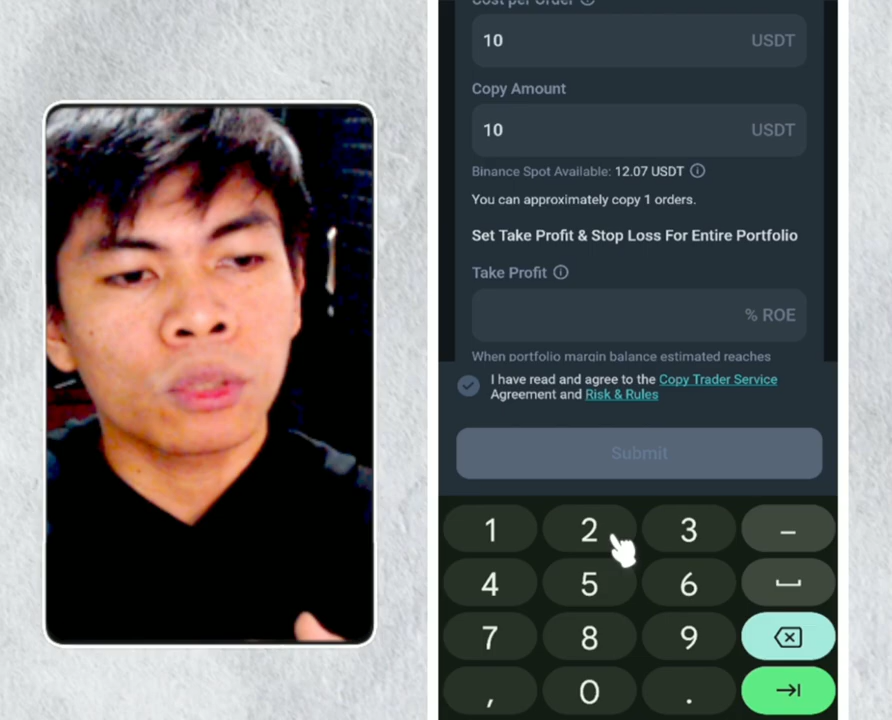 Cost per Order
10 USDT
Copy Amount
10 USDT
Binance Spot Available: 12.07 USDT
You can approximately copy 1 orders.
Set Take Profit & Stop Loss For Entire Portfolio
Take Profit
% ROE
When portfolio margin balance estimated reaches
I have read and agree to the Copy Trader Service
Agreement and Risk & Rules
Submit
1 2 3 –
4 5 6
7 8 9
, 0 .